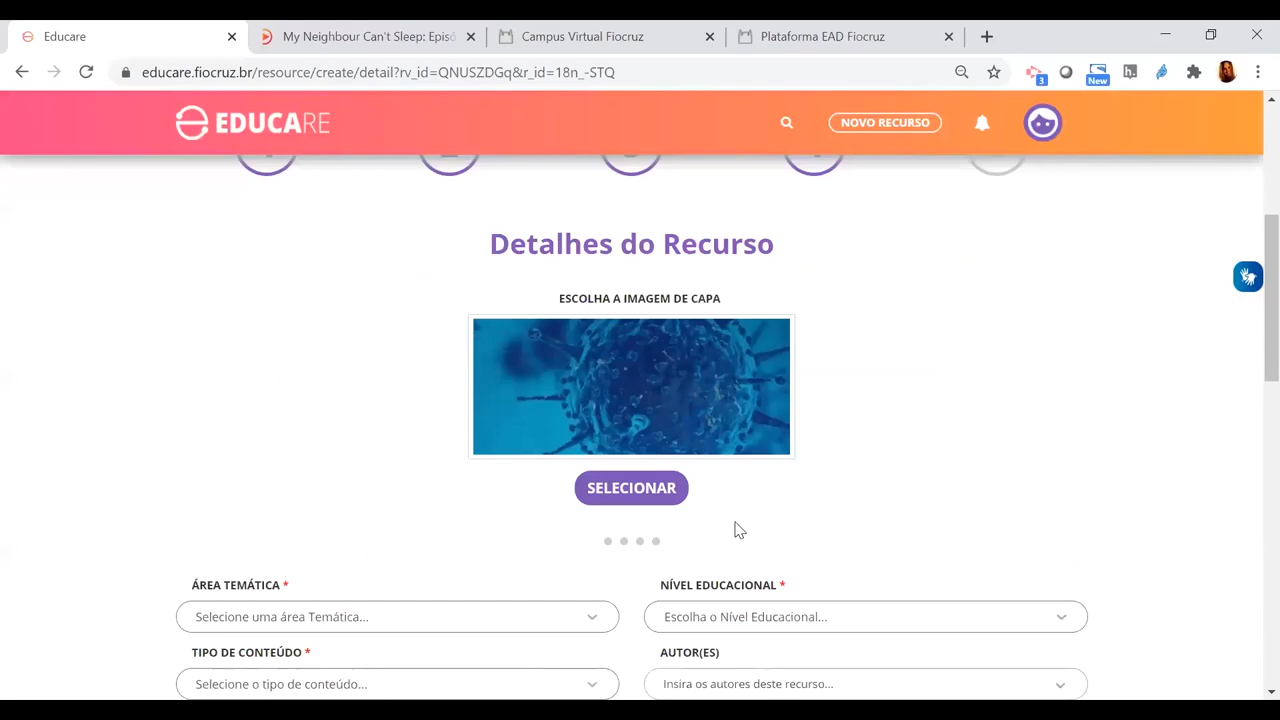 Educare
My Neighbour Can't Sleep: Episó
Campus Virtual Fiocruz
Plataforma EAD Fiocruz
educare.fiocruz.br/resource/create/detail?rv_id=QNUSZDGq&r_id=18n_-STQ
3
New
EDUCARE
NOVO RECURSO
Detalhes do Recurso
ESCOLHA A IMAGEM DE CAPA
SELECIONAR
ÁREA TEMÁTICA *
NÍVEL EDUCACIONAL *
Selecione uma área Temática...
Escolha o Nível Educacional...
TIPO DE CONTEÚDO *
AUTOR(ES)
Selecione o tipo de conteúdo...
Insira os autores deste recurso...